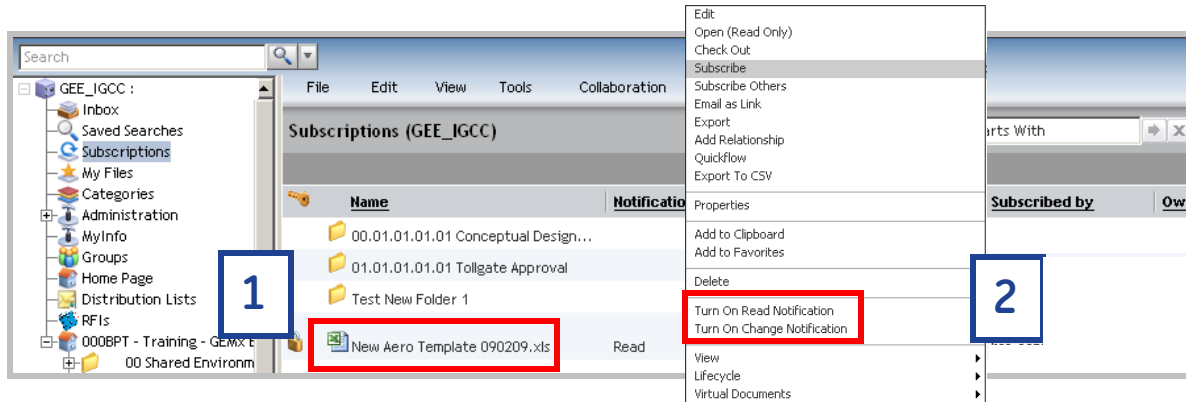 Search
GEE_IGCC :
Inbox
Saved Searches
Subscriptions
My Files
Categories
Administration
MyInfo
Groups
Home Page
Distribution Lists
RFIs
000BPT - Training - GEMx E
00 Shared Environm
1
File Edit View Tools Collaboration
Subscriptions (GEE_IGCC)
arts With
Name Notificatio Subscribed by Ow
00.01.01.01.01 Conceptual Design...
01.01.01.01.01 Tollgate Approval
Test New Folder 1
New Aero Template 090209.xls Read
Edit
Open (Read Only)
Check Out
Subscribe
Subscribe Others
Email as Link
Export
Add Relationship
Quickflow
Export To CSV
Properties
Add to Clipboard
Add to Favorites
Delete
Turn On Read Notification
Turn On Change Notification
View
Lifecycle
Virtual Documents
2